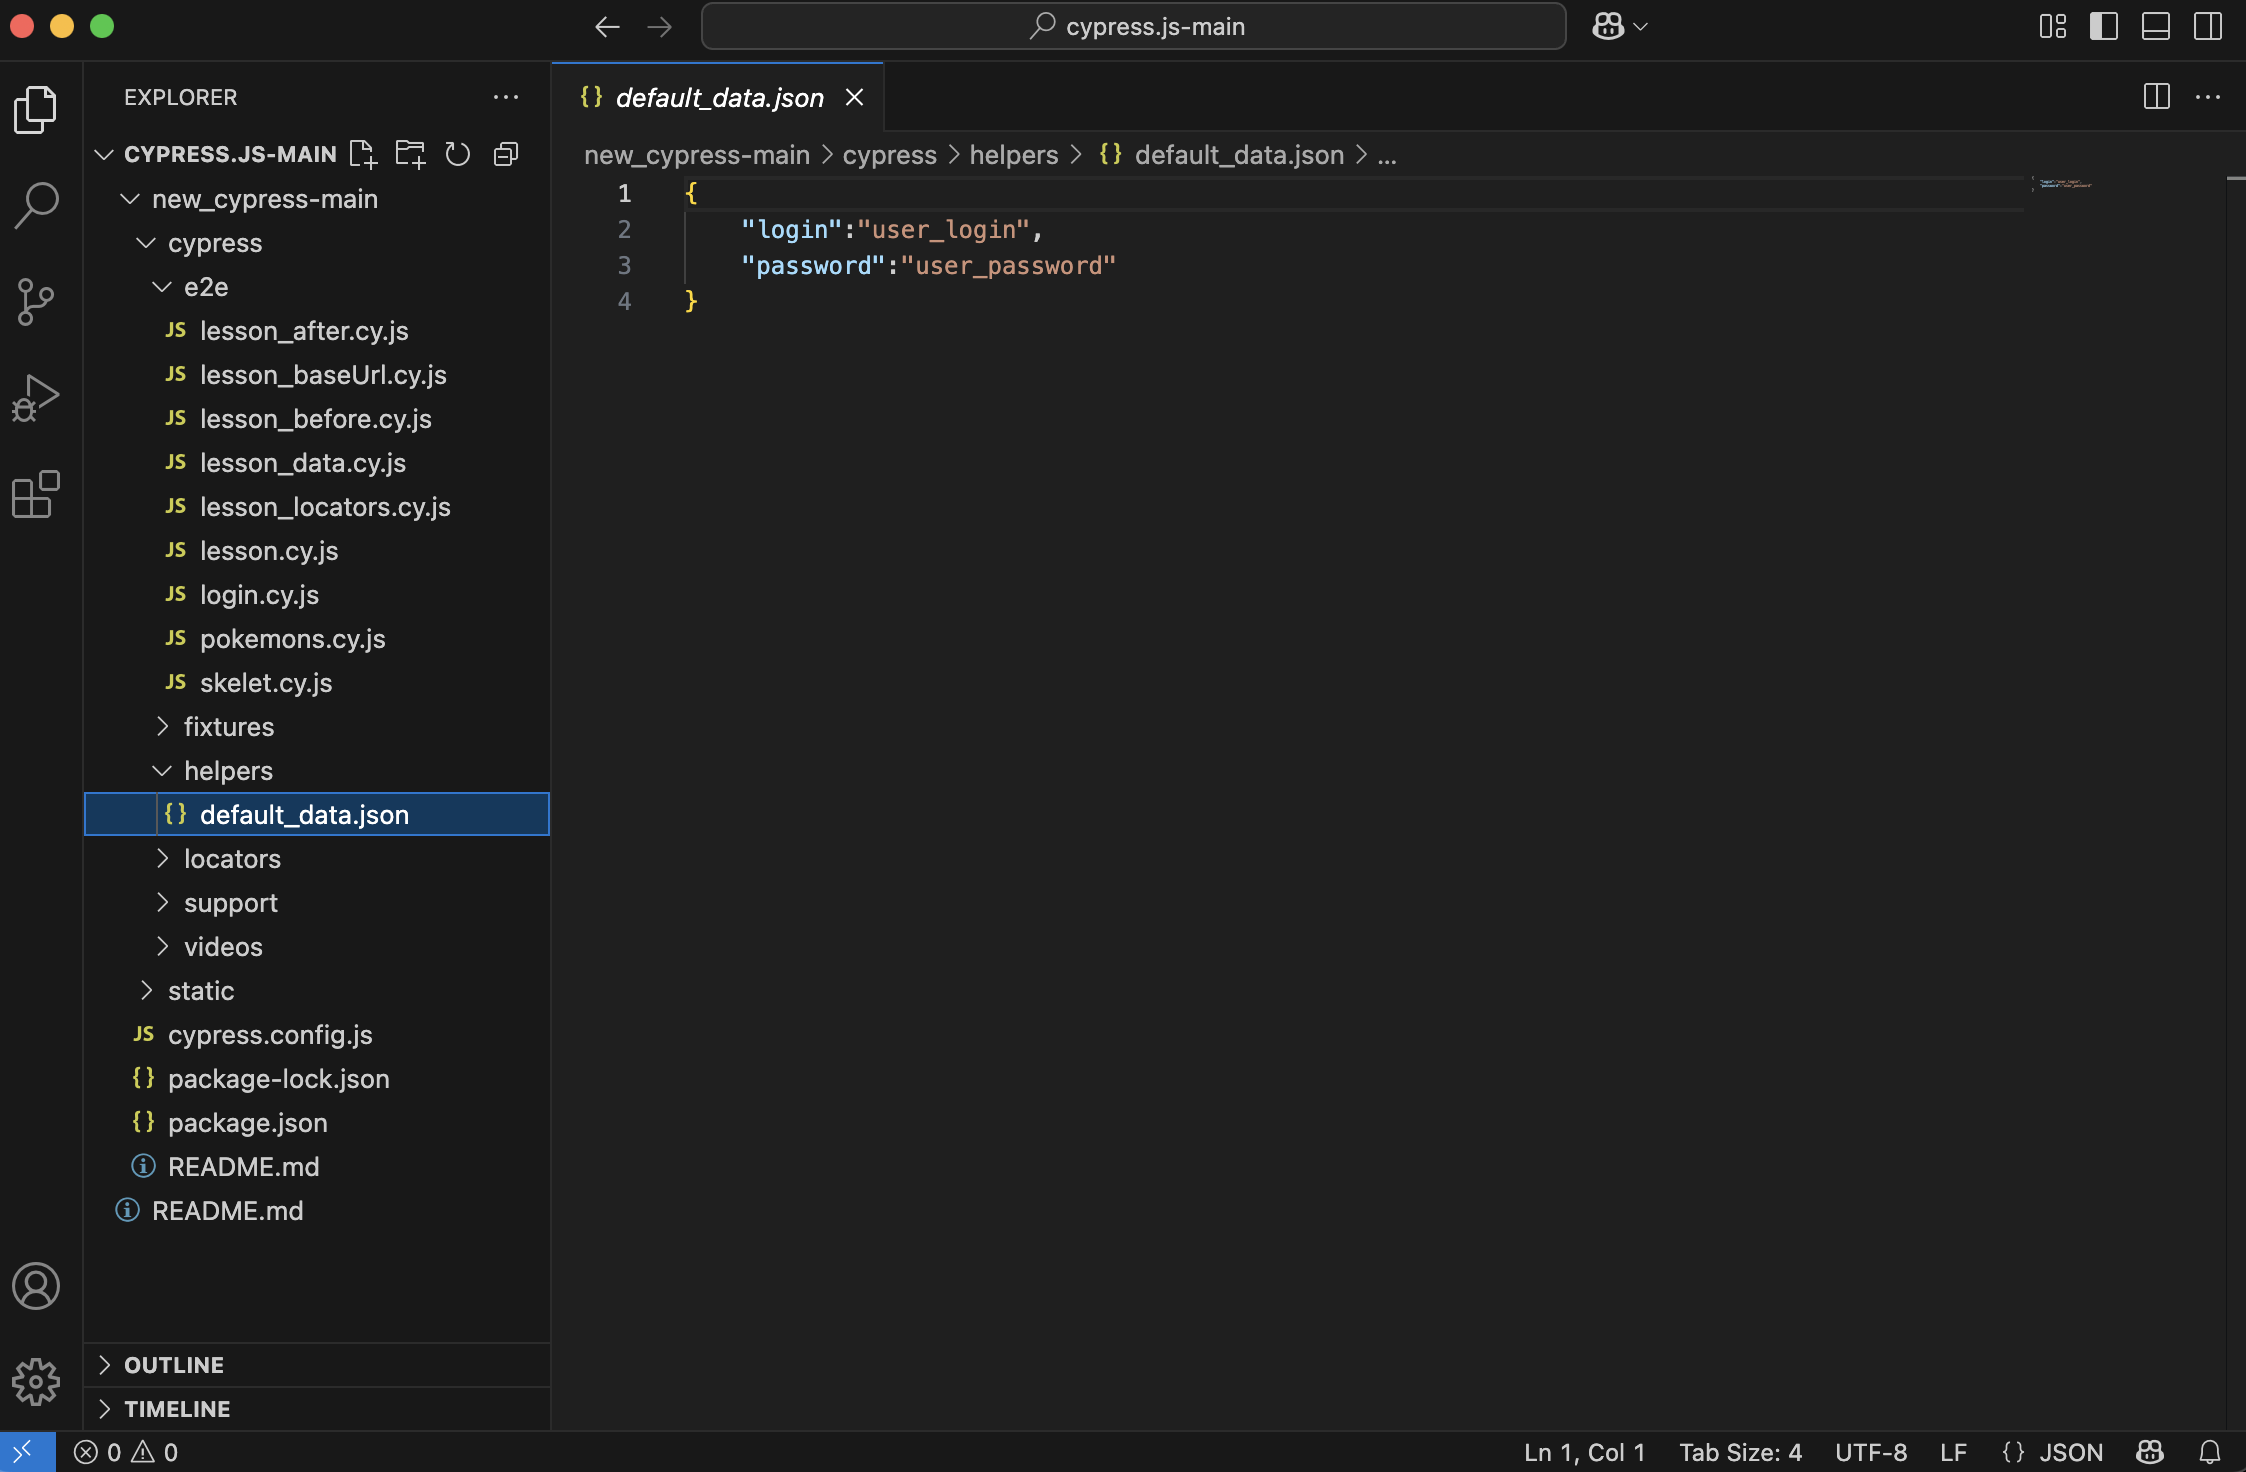 cypress.js-main
EXPLORER
default_data.json
CYPRESS.JS-MAIN
new_cypress-main > cypress > helpers > {} default_data.json > ...
new_cypress-main
cypress
e2e
JS lesson_after.cy.js
JS lesson_baseUrl.cy.js
JS lesson_before.cy.js
JS lesson_data.cy.js
JS lesson_locators.cy.js
JS lesson.cy.js
JS login.cy.js
JS pokemons.cy.js
JS skelet.cy.js
fixtures
helpers
{} default_data.json
locators
support
videos
static
JS cypress.config.js
{} package-lock.json
{} package.json
README.md
README.md
OUTLINE
TIMELINE
1 {
2 "login":"user_login",
3 "password":"user_password"
4 }
0 0
Ln 1, Col 1 Tab Size: 4 UTF-8 LF {} JSON